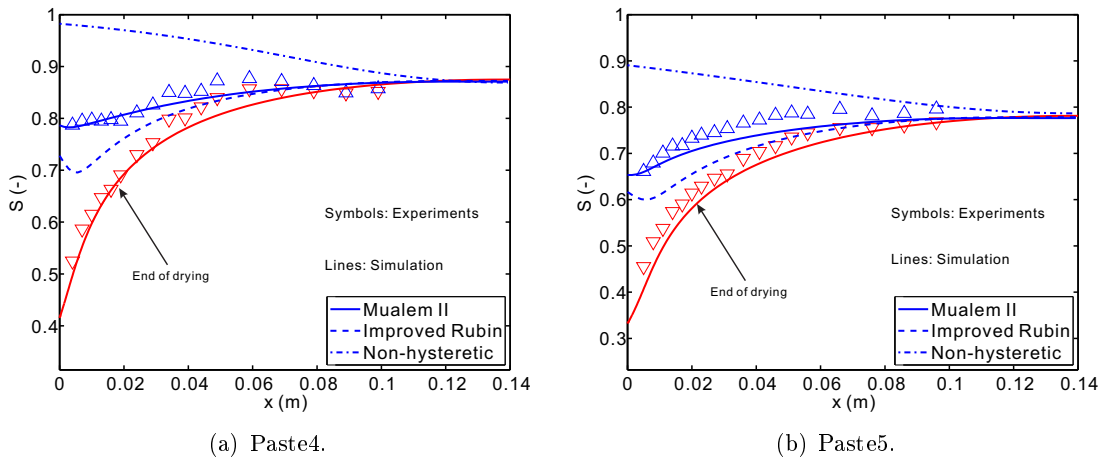 1
0.9
0.8
0.7
0.6
0.5
0.4
S (-)
0
0.02
0.04
0.06
0.08
0.1
0.12
0.14
x (m)
Symbols: Experiments
Lines: Simulation
End of drying
Mualem II
Improved Rubin
Non-hysteretic
(a) Paste4.
1
0.9
0.8
0.7
0.6
0.5
0.4
0.3
S (-)
0
0.02
0.04
0.06
0.08
0.1
0.12
0.14
x (m)
Symbols: Experiments
Lines: Simulation
End of drying
Mualem II
Improved Rubin
Non-hysteretic
(b) Paste5.